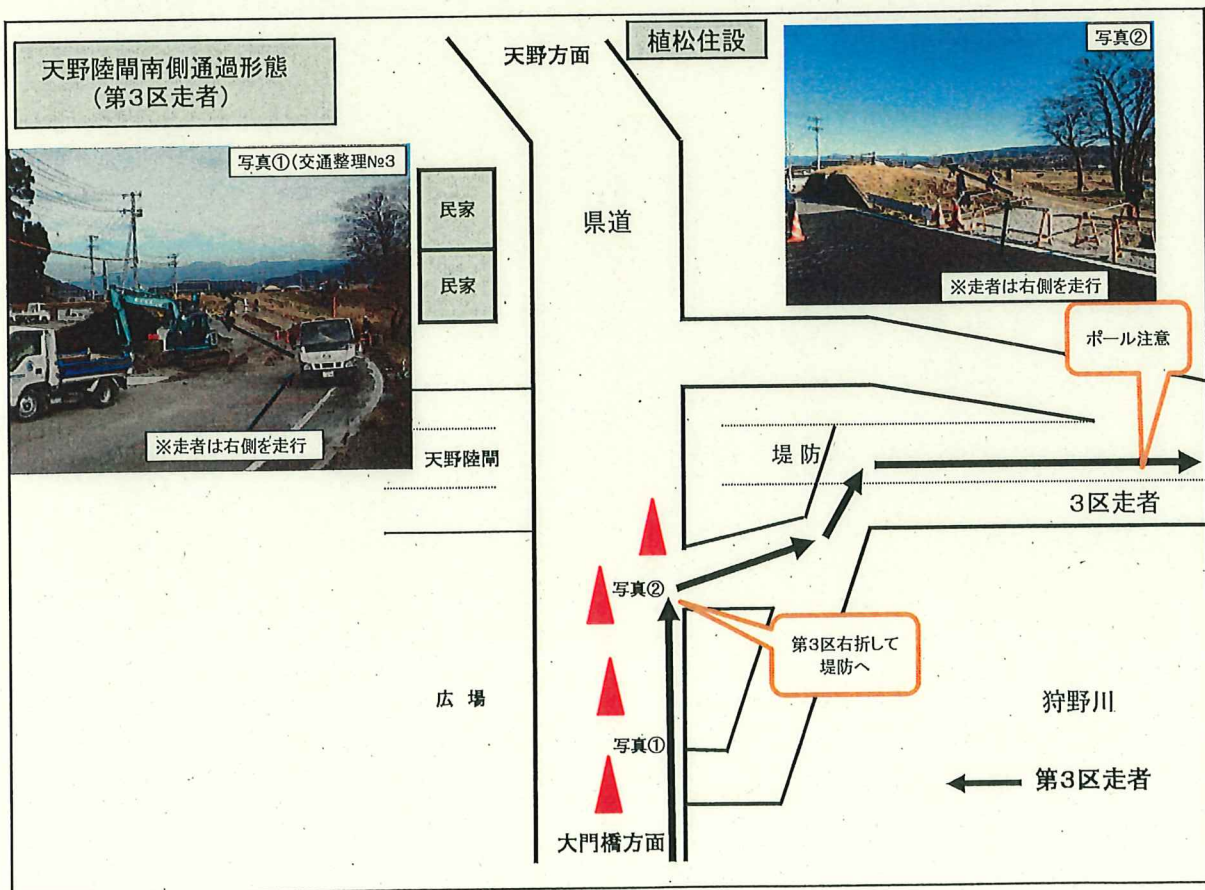 天野陸閘南側通過形態
(第3区走者)
天野方面
植松住設
写真②
写真①(交通整理№3
民家
民家
県道
※走者は右側を走行
ポール注意
※走者は右側を走行
天野陸閘
堤 防
3区走者
写真②
第3区右折して
堤防へ
広 場
写真①
狩野川
第3区走者
大門橋方面